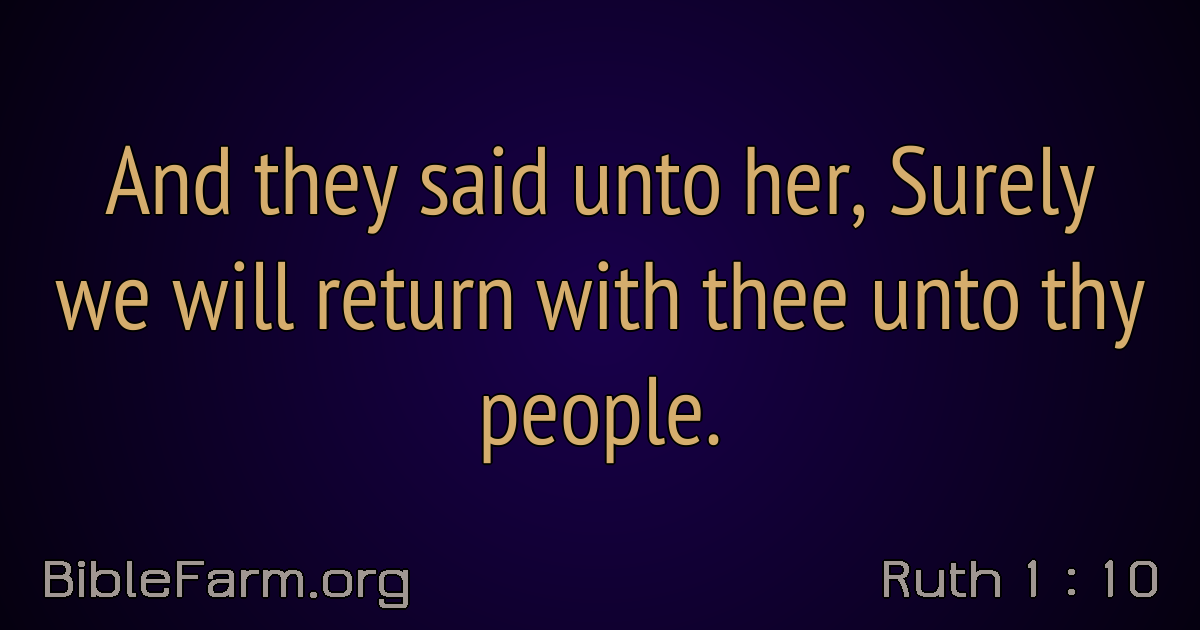 And they said unto her, Surely
we will return with thee unto thy
people.
BibleFarm.org
Ruth 1 : 10